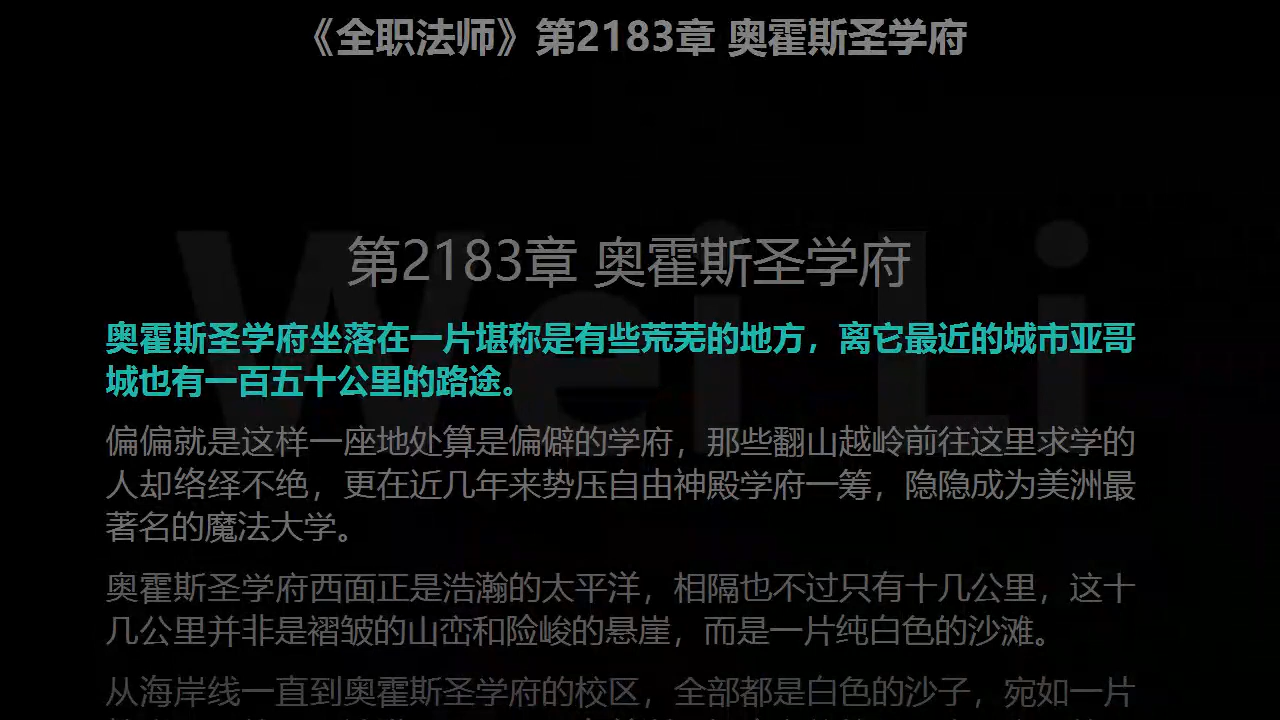 《全职法师》第2183章 奥霍斯圣学府
Wei Li
第2183章 奥霍斯圣学府
奥霍斯圣学府坐落在一片堪称是有些荒芜的地方，离它最近的城市亚哥
城也有一百五十公里的路途。
偏偏就是这样一座地处算是偏僻的学府，那些翻山越岭前往这里求学的
人却络绎不绝，更在近几年来势压自由神殿学府一筹，隐隐成为美洲最
著名的魔法大学。
奥霍斯圣学府西面正是浩瀚的太平洋，相隔也不过只有十几公里，这十
几公里并非是褶皱的山峦和险峻的悬崖，而是一片纯白色的沙滩。
从海岸线一直到奥霍斯圣学府的校区，全部都是白色的沙子，宛如一片